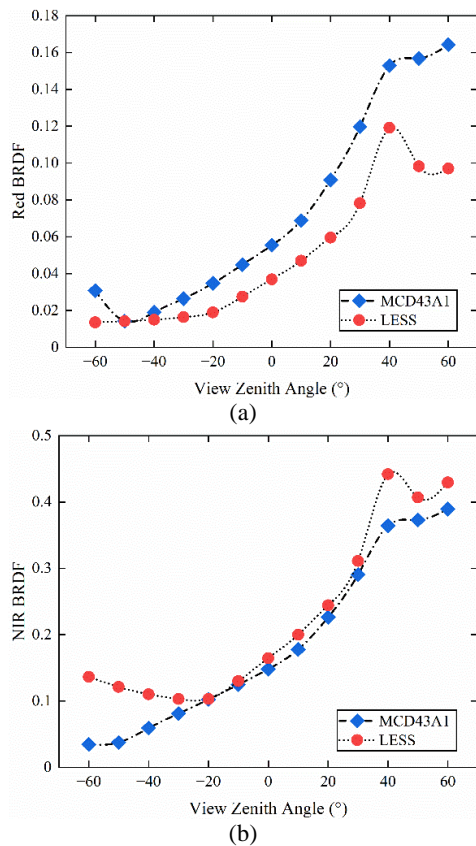 0.18
0.16
0.14
0.12
0.10
0.08
0.06
0.04
0.02
0
Red BRDF
MCD43A1
LESS
−60 −40 −20 0 20 40 60
View Zenith Angle (°)
(a)
0.5
0.4
0.3
0.2
0.1
0
NIR BRDF
MCD43A1
LESS
−60 −40 −20 0 20 40 60
View Zenith Angle (°)
(b)